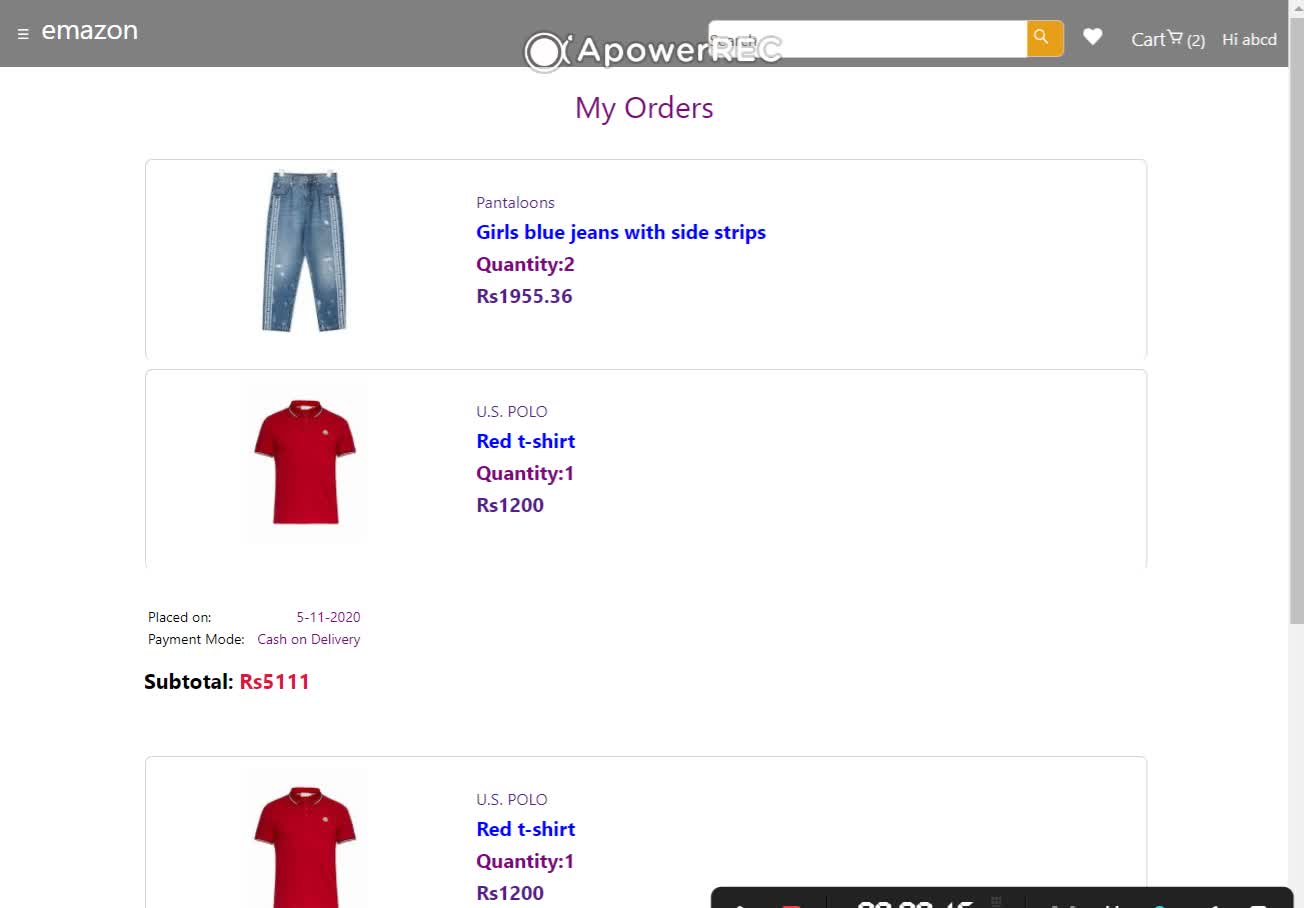 ☰ emazon
Search
Cart (2)
Hi abcd
ApowerREC
My Orders
Pantaloons
Girls blue jeans with side strips
Quantity:2
Rs1955.36
U.S. POLO
Red t-shirt
Quantity:1
Rs1200
Placed on: 5-11-2020
Payment Mode: Cash on Delivery
Subtotal: Rs5111
U.S. POLO
Red t-shirt
Quantity:1
Rs1200